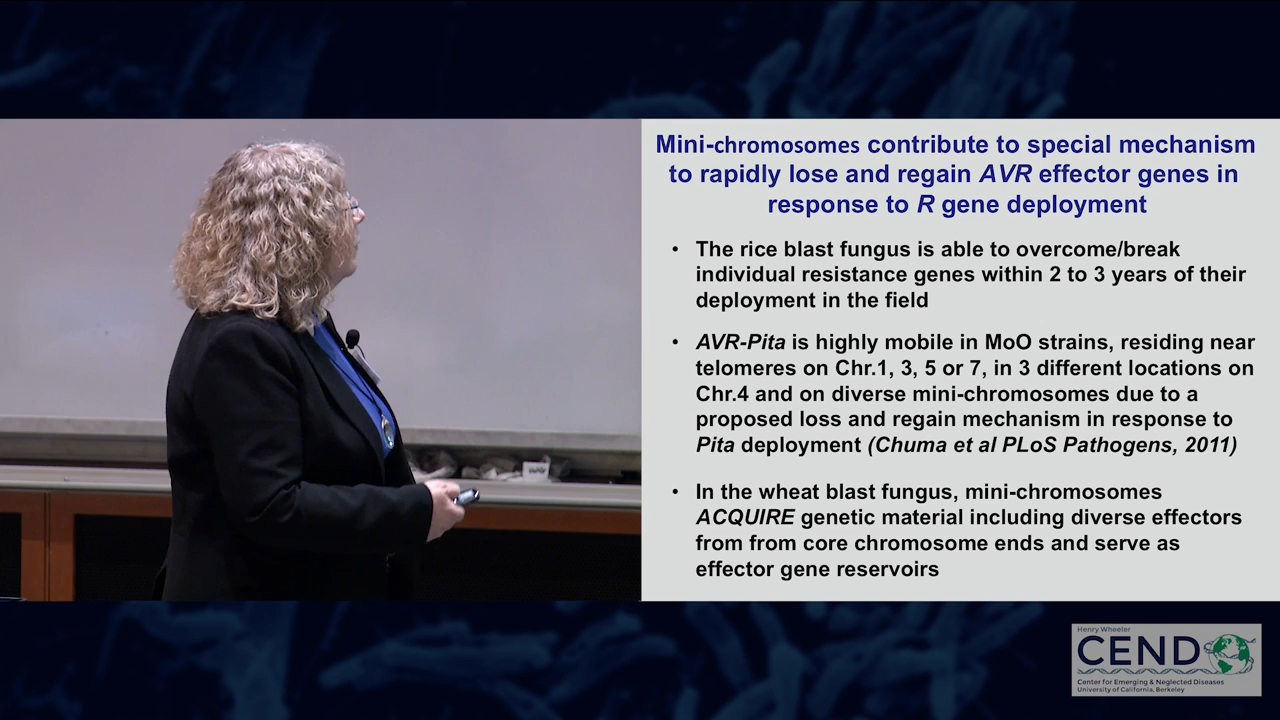 Mini-chromosomes contribute to special mechanism
to rapidly lose and regain AVR effector genes in
response to R gene deployment
• The rice blast fungus is able to overcome/break
individual resistance genes within 2 to 3 years of their
deployment in the field
• AVR-Pita is highly mobile in MoO strains, residing near
telomeres on Chr.1, 3, 5 or 7, in 3 different locations on
Chr.4 and on diverse mini-chromosomes due to a
proposed loss and regain mechanism in response to
Pita deployment (Chuma et al PLoS Pathogens, 2011)
• In the wheat blast fungus, mini-chromosomes
ACQUIRE genetic material including diverse effectors
from from core chromosome ends and serve as
effector gene reservoirs
Henry Wheeler
CEND
Center for Emerging & Neglected Diseases
University of California, Berkeley